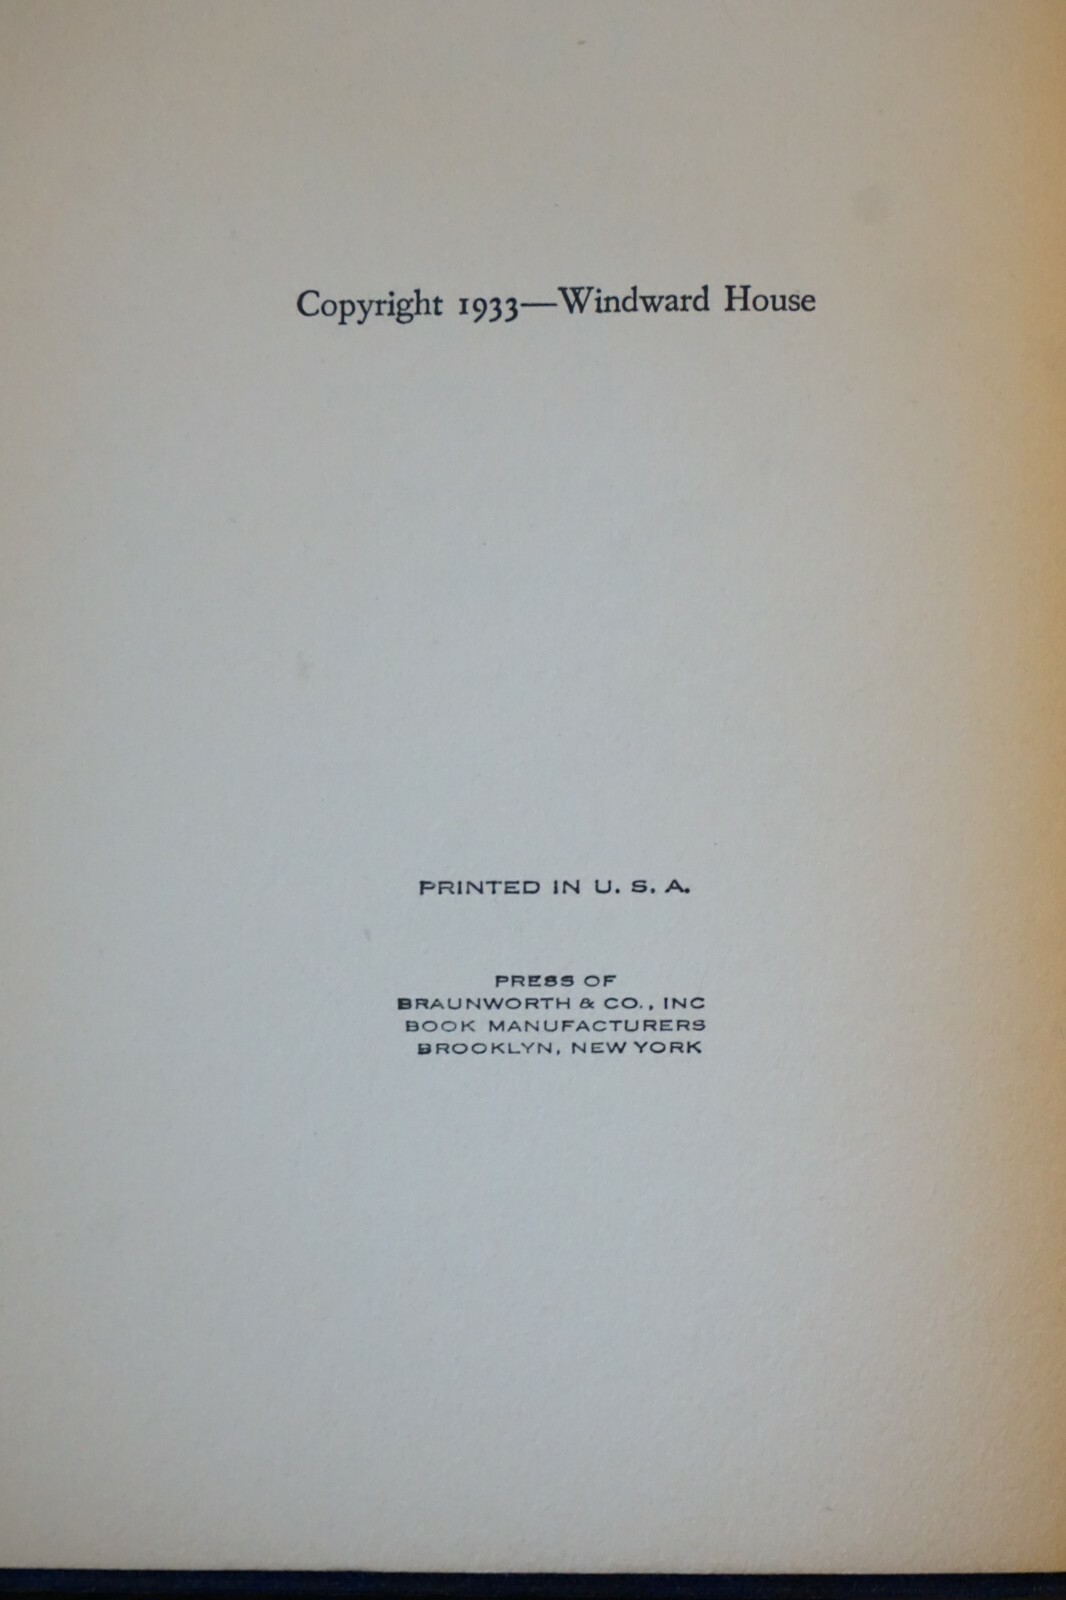 Copyright 1933—Windward House
PRINTED IN U. S. A.
PRESS OF
BRAUNWORTH & CO., INC
BOOK MANUFACTURERS
BROOKLYN, NEW YORK